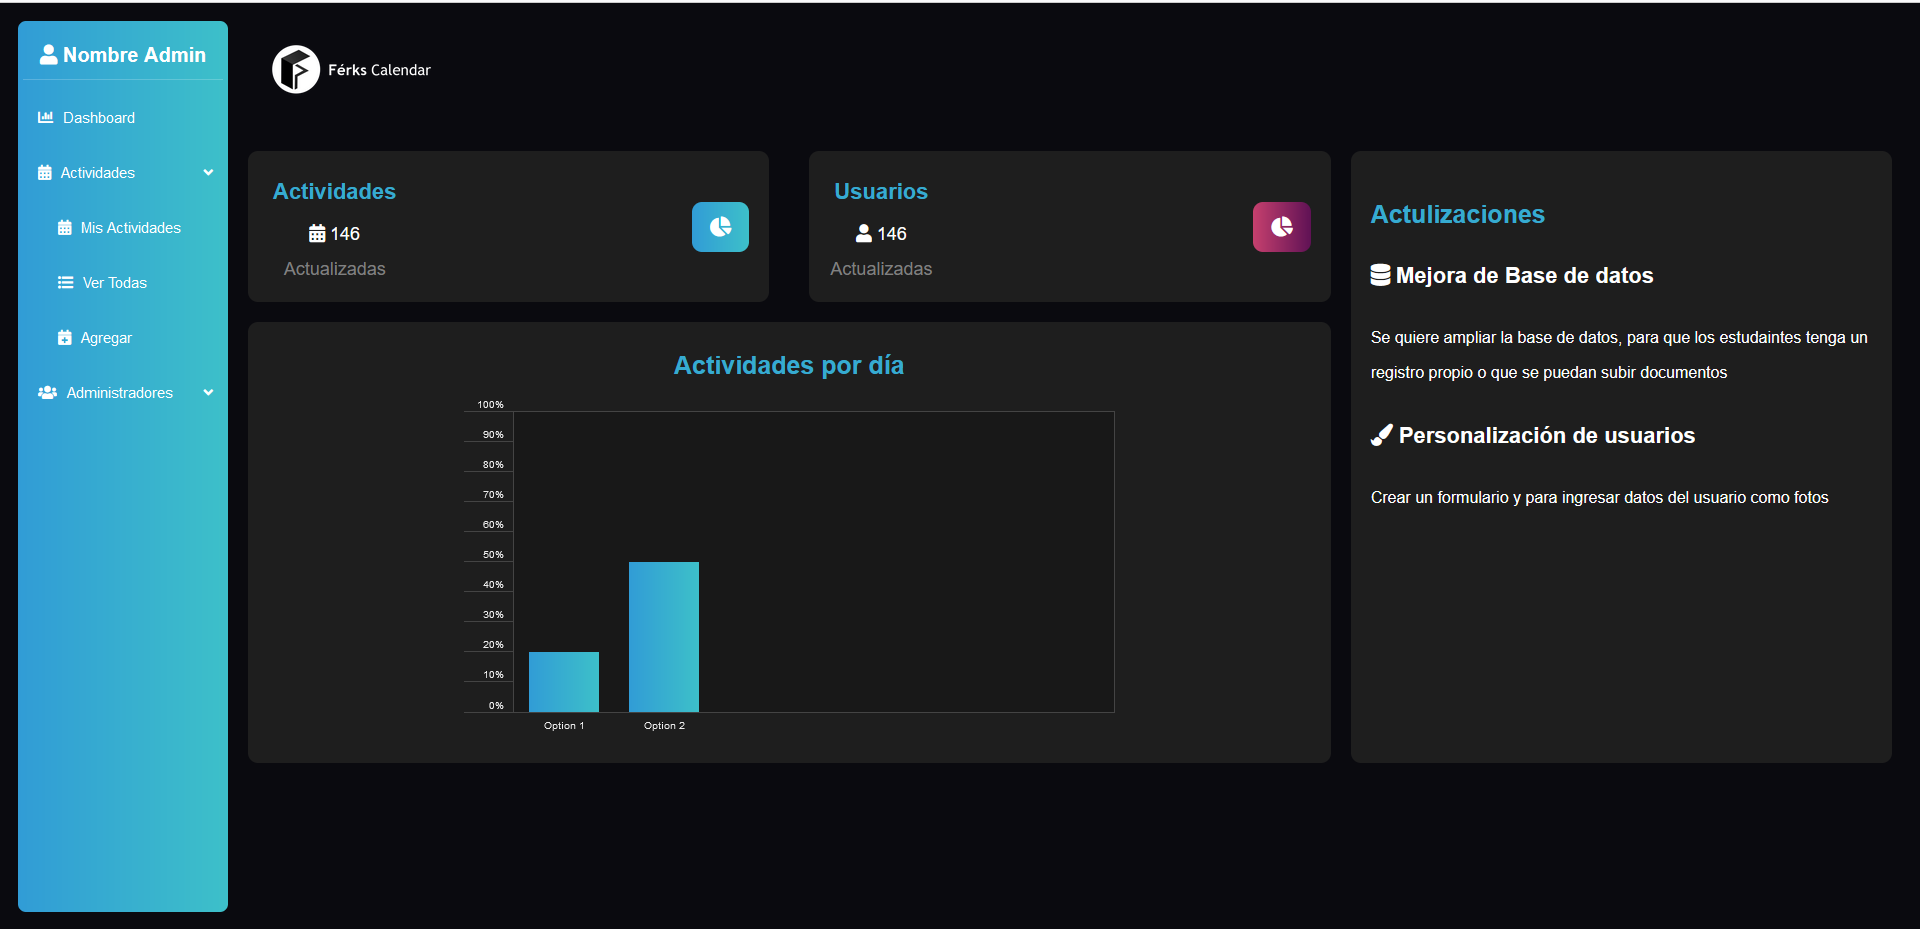 Nombre Admin
Dashboard
Actividades
Mis Actividades
Ver Todas
Agregar
Administradores
Férks Calendar
Actividades
146
Actualizadas
Usuarios
146
Actualizadas
Actividades por día
100%
90%
80%
70%
60%
50%
40%
30%
20%
10%
0%
Option 1
Option 2
Actulizaciones
Mejora de Base de datos
Se quiere ampliar la base de datos, para que los estudaintes tenga un
registro propio o que se puedan subir documentos
Personalización de usuarios
Crear un formulario y para ingresar datos del usuario como fotos